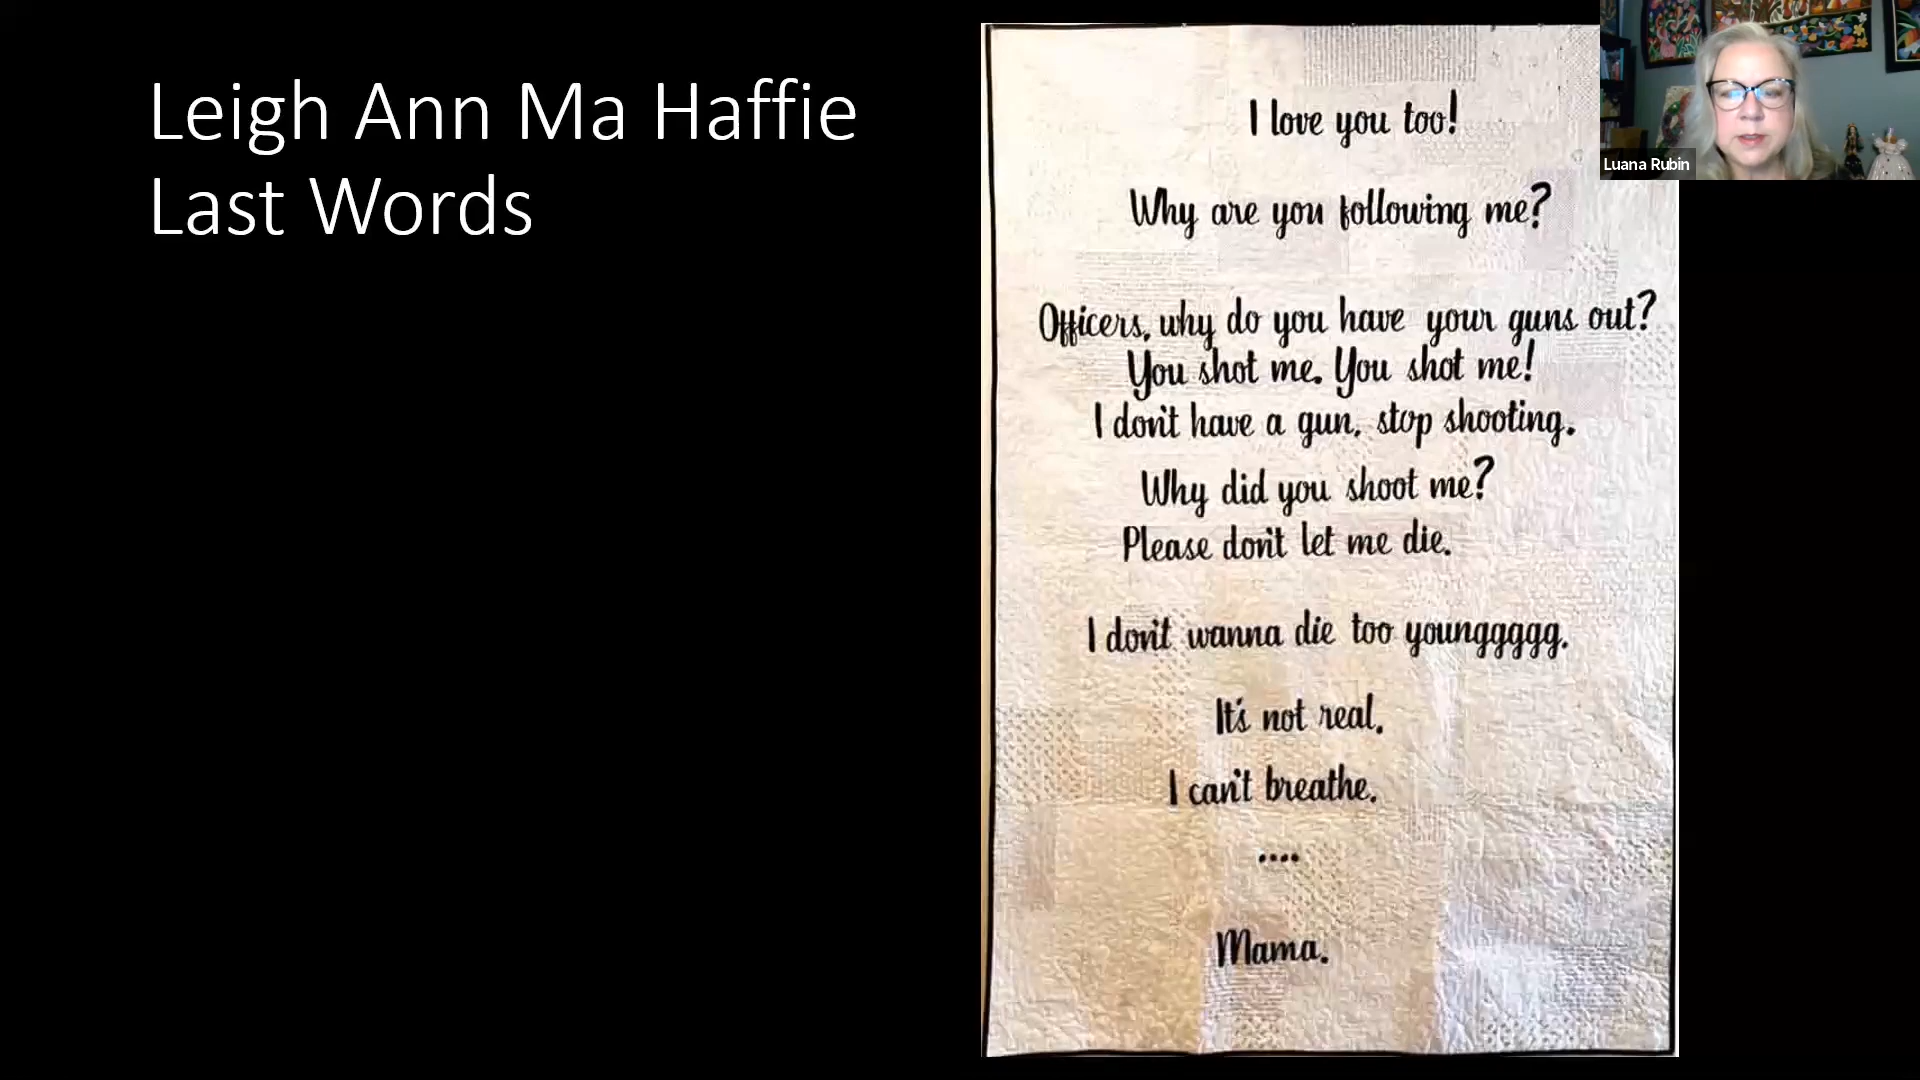 Leigh Ann Ma Haffie
Last Words
I love you too!
Why are you following me?
Officers, why do you have your guns out?
You shot me. You shot me!
I don't have a gun, stop shooting.
Why did you shoot me?
Please don't let me die.
I don't wanna die too younggggg.
It's not real.
I can't breathe.
....
Mama.
Luana Rubin